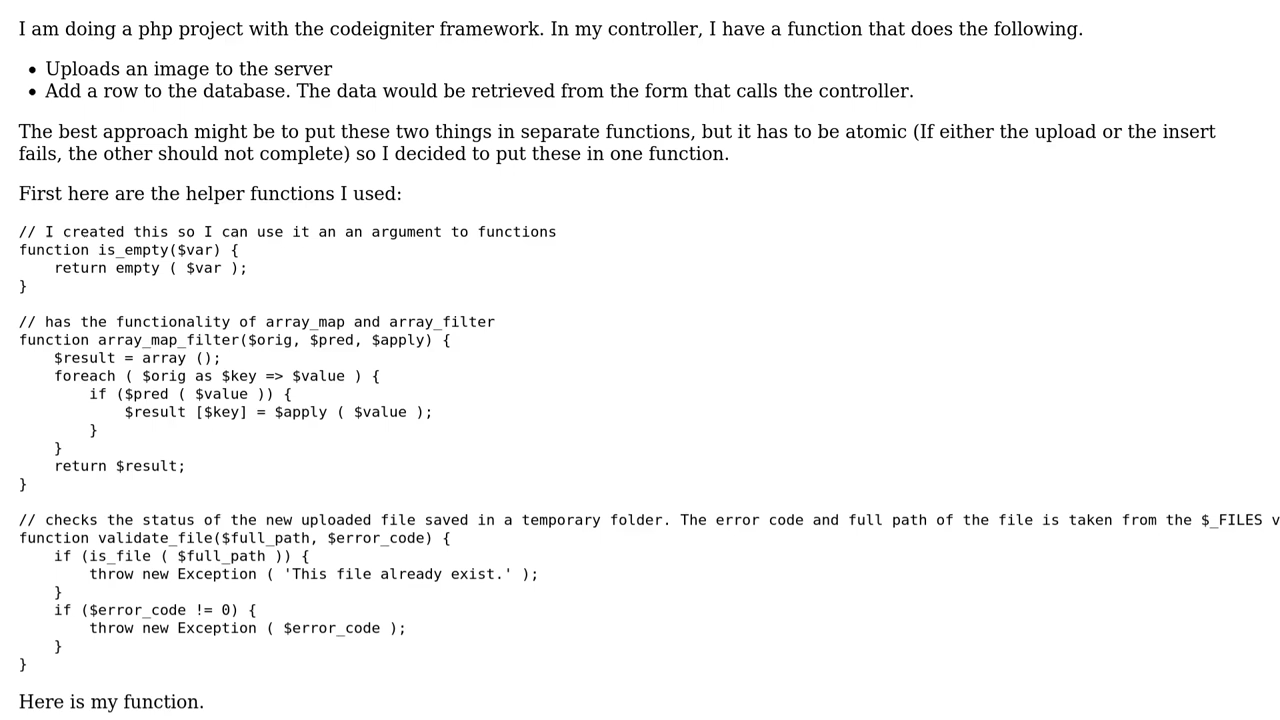 I am doing a php project with the codeigniter framework. In my controller, I have a function that does the following.
• Uploads an image to the server
• Add a row to the database. The data would be retrieved from the form that calls the controller.
The best approach might be to put these two things in separate functions, but it has to be atomic (If either the upload or the insert
fails, the other should not complete) so I decided to put these in one function.
First here are the helper functions I used:
// I created this so I can use it an an argument to functions
function is_empty($var) {
    return empty ( $var );
}
// has the functionality of array_map and array_filter
function array_map_filter($orig, $pred, $apply) {
    $result = array ();
    foreach ( $orig as $key => $value ) {
        if ($pred ( $value )) {
            $result [$key] = $apply ( $value );
        }
    }
    return $result;
}
// checks the status of the new uploaded file saved in a temporary folder. The error code and full path of the file is taken from the $_FILES v
function validate_file($full_path, $error_code) {
    if (is_file ( $full_path )) {
        throw new Exception ( 'This file already exist.' );
    }
    if ($error_code != 0) {
        throw new Exception ( $error_code );
    }
}
Here is my function.